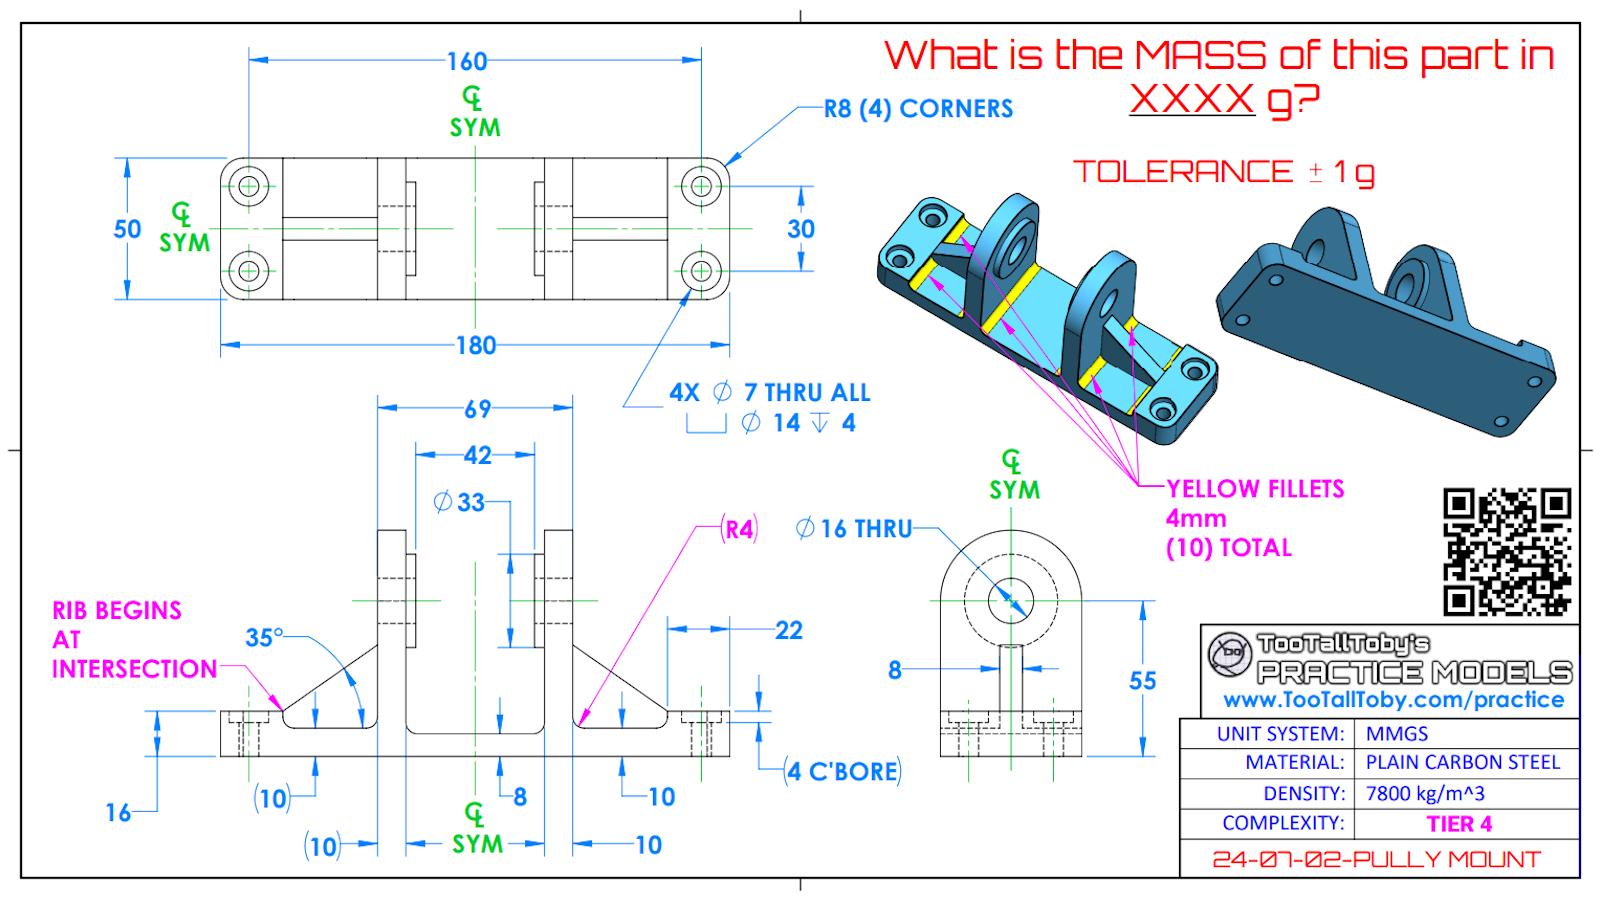 What is the MASS of this part in
XXXX g?
TOLERANCE ± 1 g
160
℄
SYM
R8 (4) CORNERS
50
℄
SYM
30
180
4X ∅ 7 THRU ALL
⌴ ∅ 14 ↧ 4
69
42
∅ 33
(R4)
RIB BEGINS
AT
INTERSECTION
35°
22
16
(10)
8
10
(4 C'BORE)
(10)
℄
SYM
10
℄
SYM
∅ 16 THRU
8
55
YELLOW FILLETS
4mm
(10) TOTAL
TooTallToby's
PRACTICE MODELS
www.TooTallToby.com/practice
UNIT SYSTEM: MMGS
MATERIAL: PLAIN CARBON STEEL
DENSITY: 7800 kg/m^3
COMPLEXITY: TIER 4
24-07-02-PULLY MOUNT